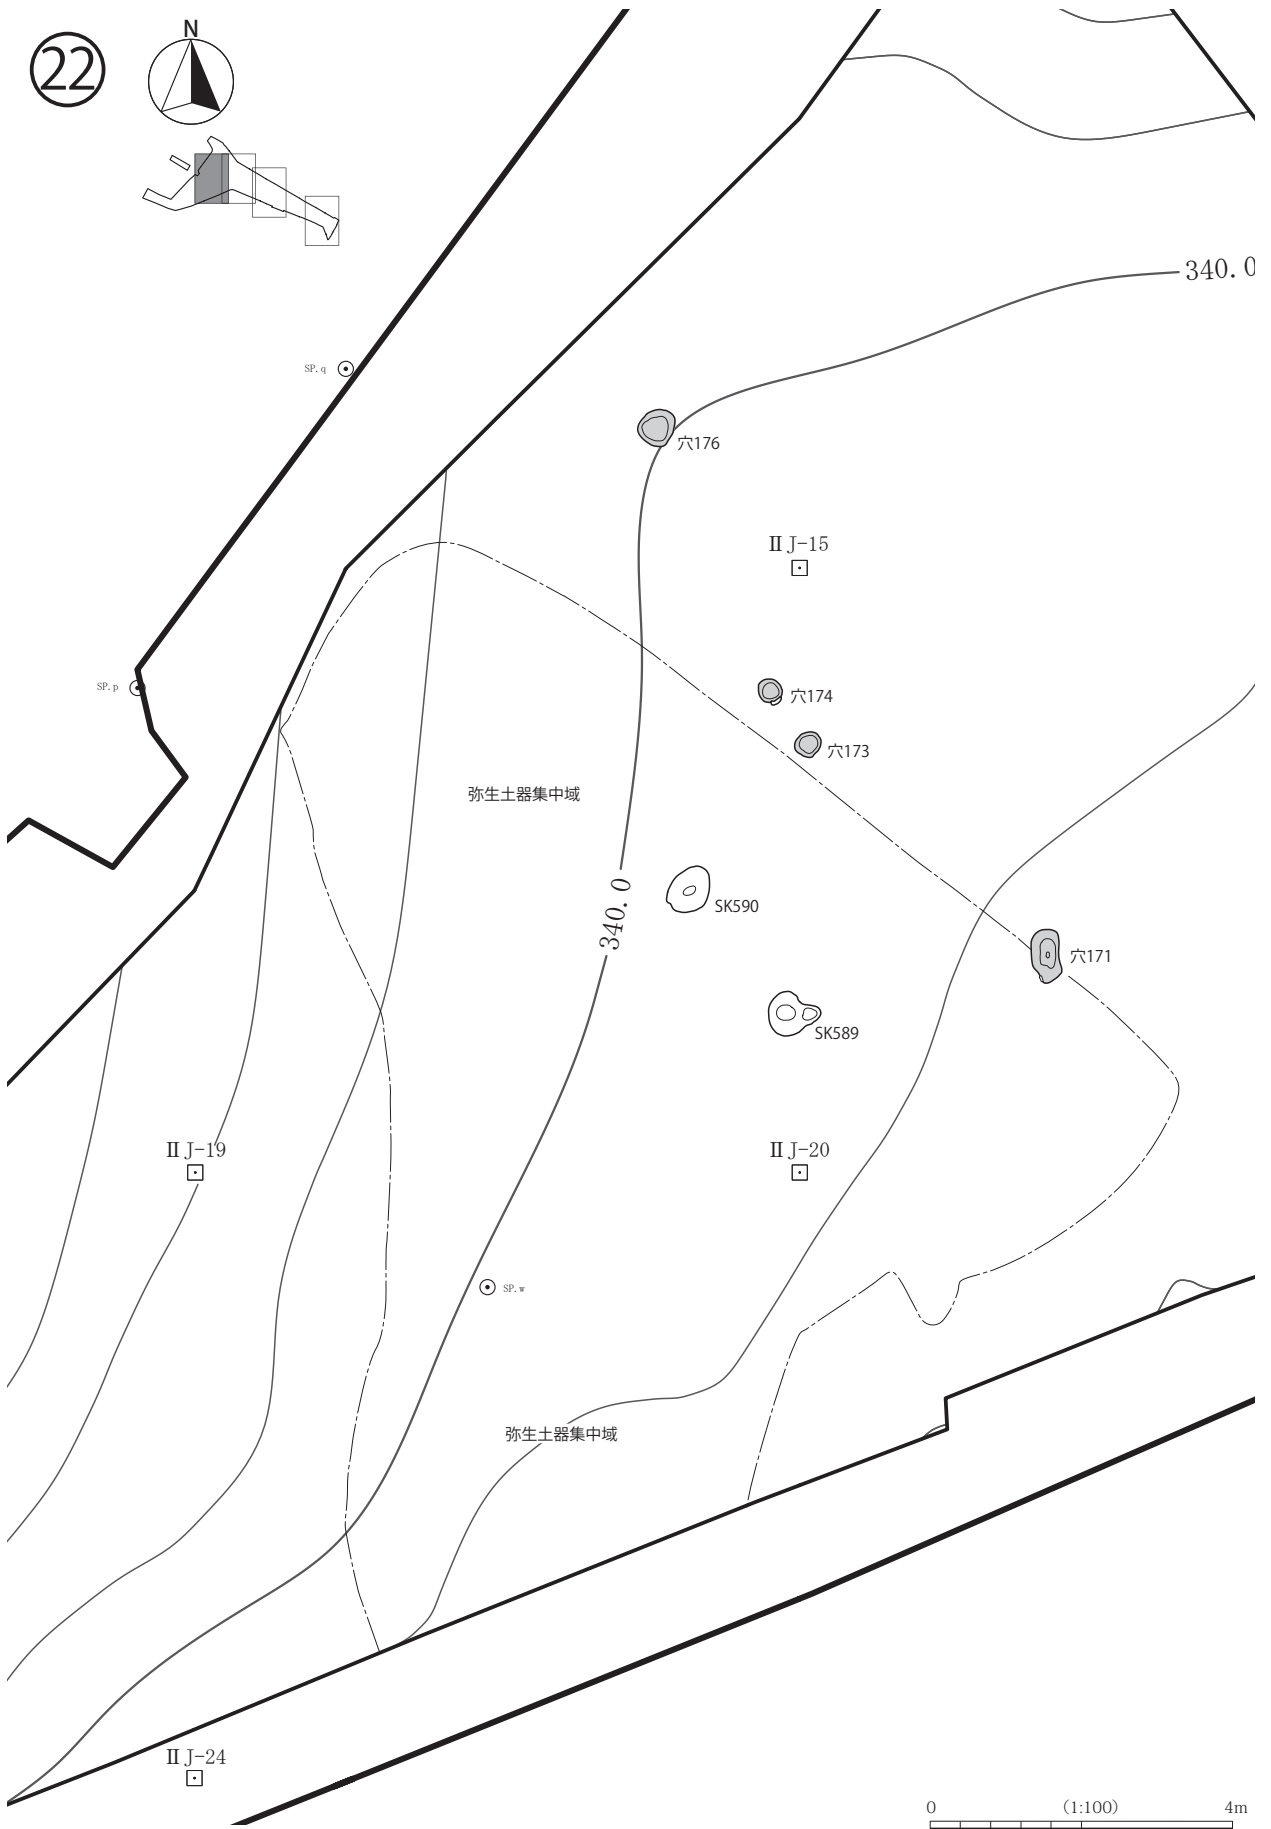 22
N
340.0
SP.q
穴176
Ⅱ J-15
SP.p
穴174
穴173
弥生土器集中域
340.0
SK590
穴171
SK589
Ⅱ J-19
Ⅱ J-20
SP.w
弥生土器集中域
Ⅱ J-24
0 (1:100) 4m